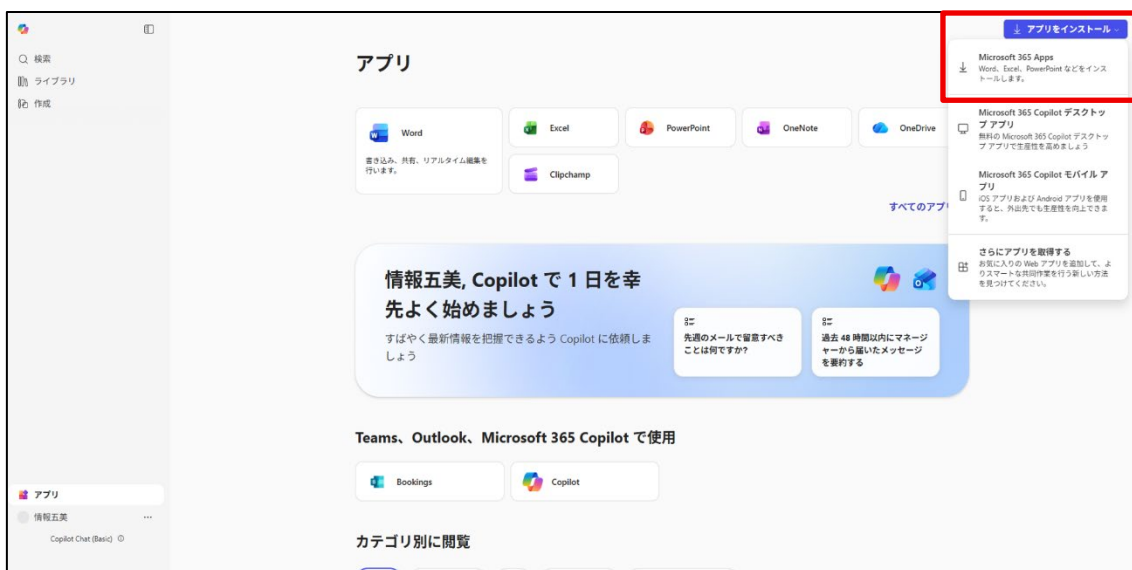 検索
ライブラリ
作成
アプリ
情報五美
Copilot Chat (Basic)
アプリ
Word
書き込み、共有、リアルタイム編集を
行います。
Excel
PowerPoint
OneNote
OneDrive
Clipchamp
すべてのアプ
情報五美, Copilot で 1 日を幸
先よく始めましょう
すばやく最新情報を把握できるよう Copilot に依頼しま
しょう
先週のメールで留意すべき
ことは何ですか?
過去 48 時間以内にマネージ
ャーから届いたメッセージ
を要約する
Teams、Outlook、Microsoft 365 Copilot で使用
Bookings
Copilot
カテゴリ別に閲覧
アプリをインストール
Microsoft 365 Apps
Word、Excel、PowerPoint などをインス
トールします。
Microsoft 365 Copilot デスクトッ
プ アプリ
無料の Microsoft 365 Copilot デスクトッ
プ アプリで生産性を高めましょう
Microsoft 365 Copilot モバイル ア
プリ
iOS アプリおよび Android アプリを使用
すると、外出先でも生産性を向上できま
す。
さらにアプリを取得する
お気に入りの Web アプリを追加して、よ
りスマートな共同作業を行う新しい方法
を見つけてください。